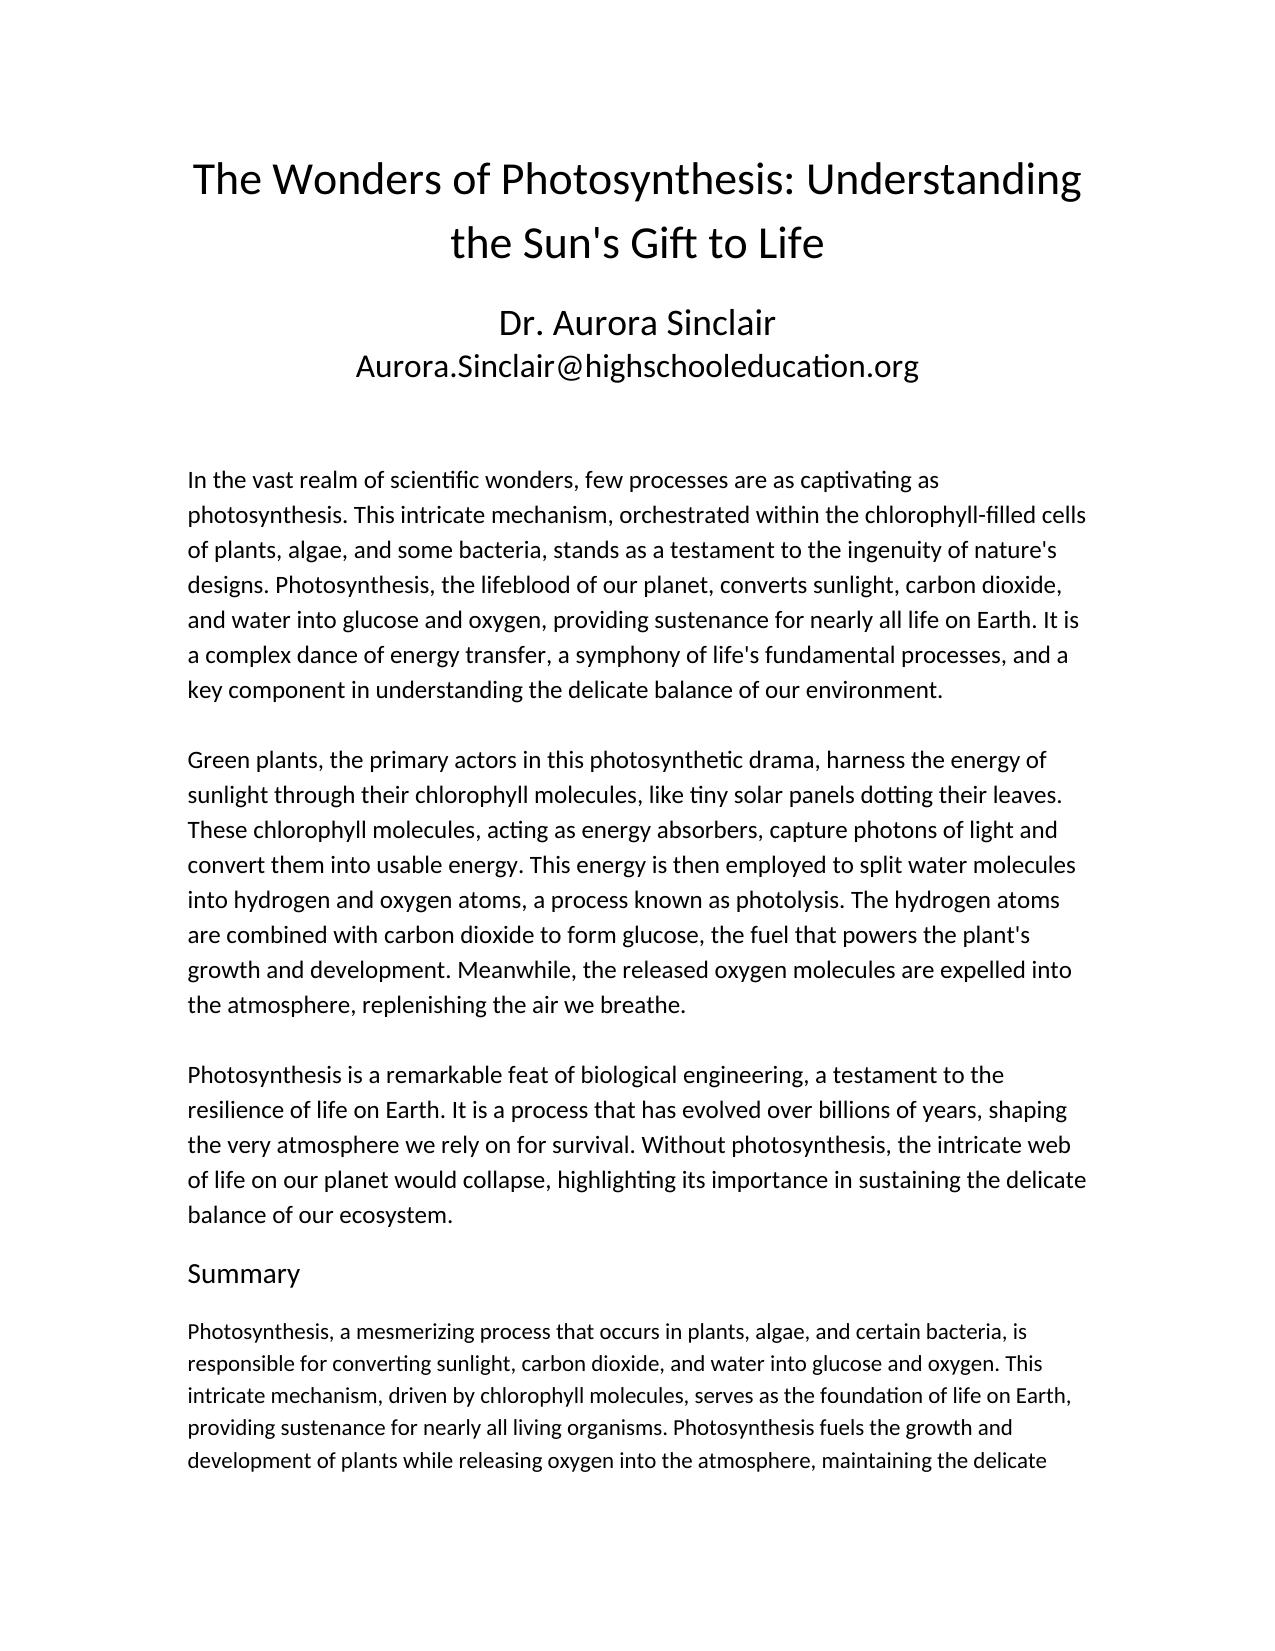 The Wonders of Photosynthesis: Understanding
the Sun's Gift to Life
Dr. Aurora Sinclair
Aurora.Sinclair@highschooleducation.org
In the vast realm of scientific wonders, few processes are as captivating as
photosynthesis. This intricate mechanism, orchestrated within the chlorophyll-filled cells
of plants, algae, and some bacteria, stands as a testament to the ingenuity of nature's
designs. Photosynthesis, the lifeblood of our planet, converts sunlight, carbon dioxide,
and water into glucose and oxygen, providing sustenance for nearly all life on Earth. It is
a complex dance of energy transfer, a symphony of life's fundamental processes, and a
key component in understanding the delicate balance of our environment.
Green plants, the primary actors in this photosynthetic drama, harness the energy of
sunlight through their chlorophyll molecules, like tiny solar panels dotting their leaves.
These chlorophyll molecules, acting as energy absorbers, capture photons of light and
convert them into usable energy. This energy is then employed to split water molecules
into hydrogen and oxygen atoms, a process known as photolysis. The hydrogen atoms
are combined with carbon dioxide to form glucose, the fuel that powers the plant's
growth and development. Meanwhile, the released oxygen molecules are expelled into
the atmosphere, replenishing the air we breathe.
Photosynthesis is a remarkable feat of biological engineering, a testament to the
resilience of life on Earth. It is a process that has evolved over billions of years, shaping
the very atmosphere we rely on for survival. Without photosynthesis, the intricate web
of life on our planet would collapse, highlighting its importance in sustaining the delicate
balance of our ecosystem.
Summary
Photosynthesis, a mesmerizing process that occurs in plants, algae, and certain bacteria, is
responsible for converting sunlight, carbon dioxide, and water into glucose and oxygen. This
intricate mechanism, driven by chlorophyll molecules, serves as the foundation of life on Earth,
providing sustenance for nearly all living organisms. Photosynthesis fuels the growth and
development of plants while releasing oxygen into the atmosphere, maintaining the delicate